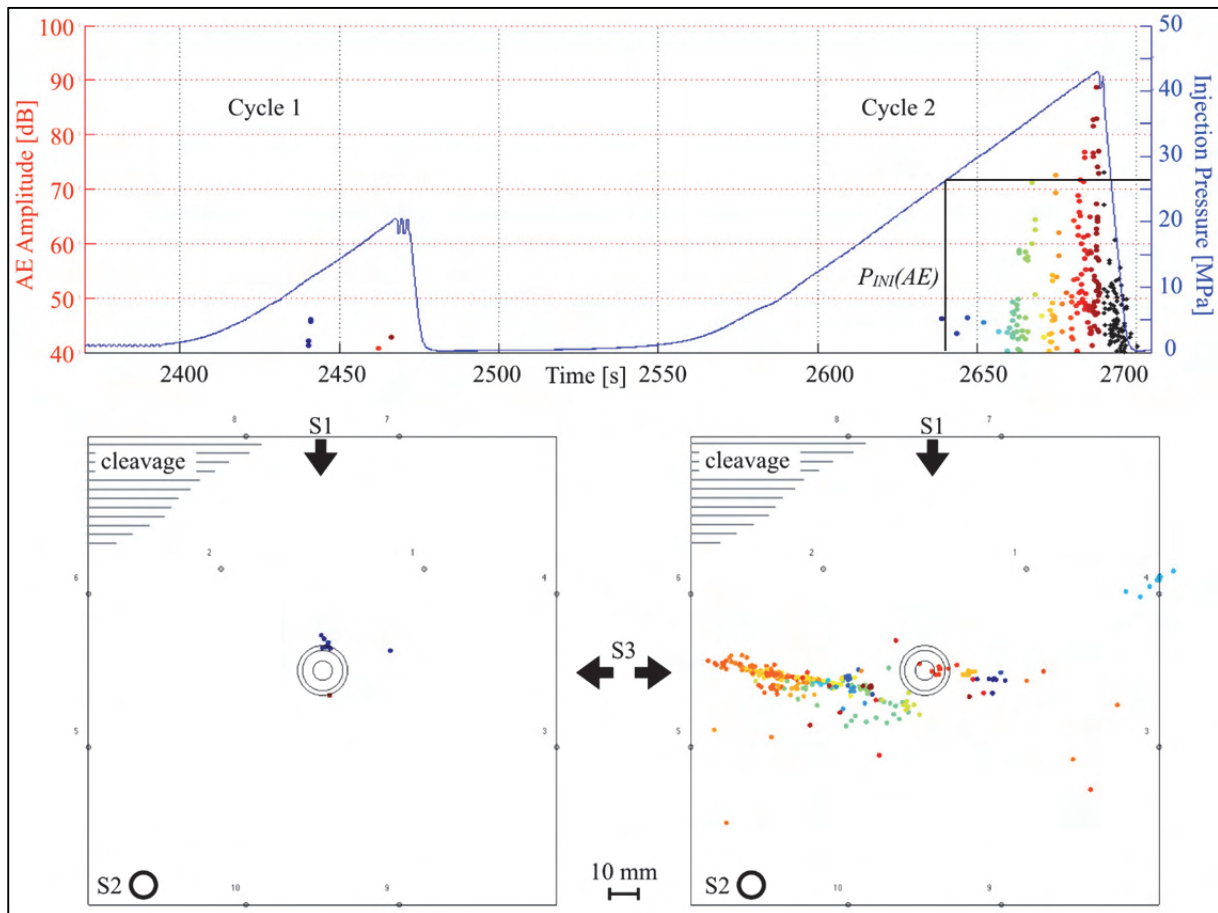 100
90
80
70
60
50
40
AE Amplitude [dB]
Cycle 1
Cycle 2
P_INI(AE)
50
40
30
20
10
0
Injection Pressure [MPa]
2400 2450 2500 2550 2600 2650 2700
Time [s]
8 S1 7
cleavage
2 1
6 4
5 3
S2 10 9
S3
10 mm
8 S1 7
cleavage
2 1
6 4
5 3
S2 10 9